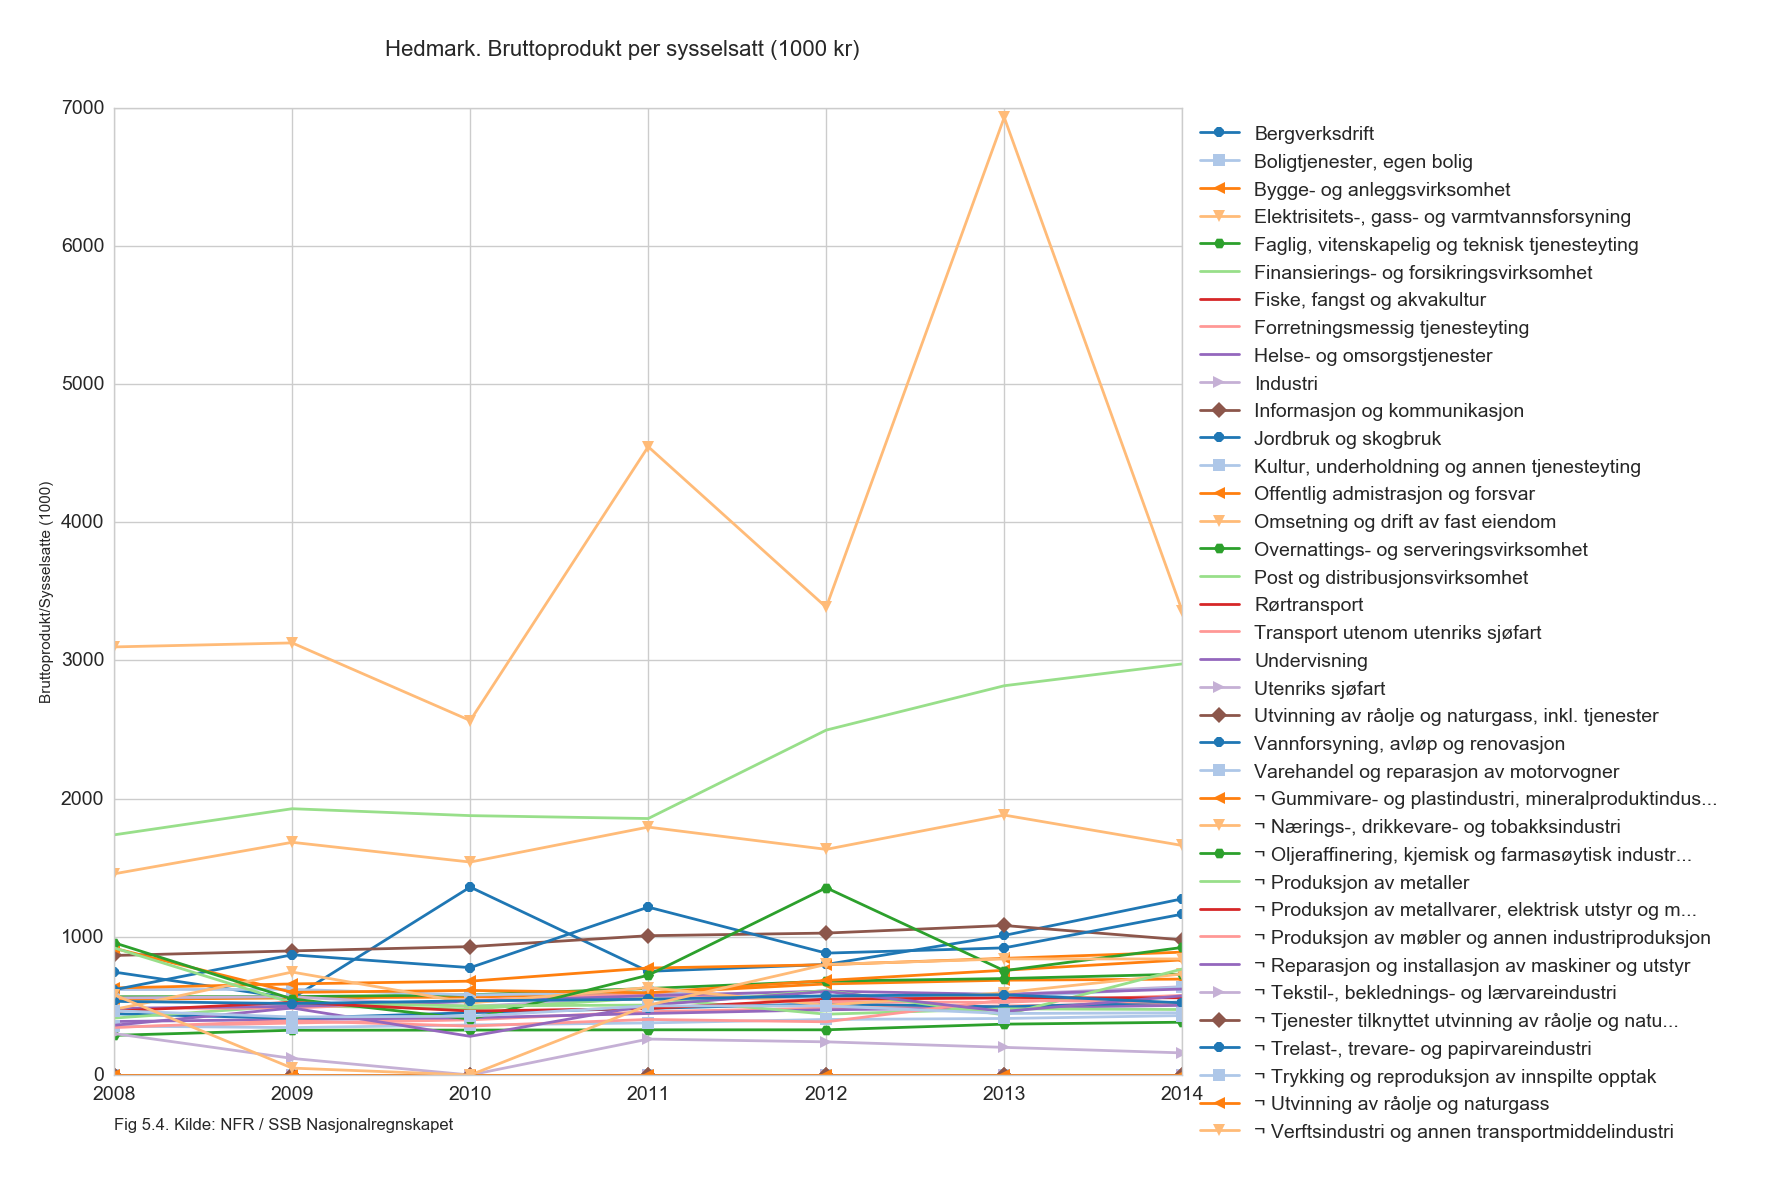 Hedmark. Bruttoprodukt per sysselsatt (1000 kr)
7000
6000
5000
4000
3000
2000
1000
0
Bruttoprodukt/Sysselsatte (1000)
2008 2009 2010 2011 2012 2013 2014
Fig 5.4. Kilde: NFR / SSB Nasjonalregnskapet
Bergverksdrift
Boligtjenester, egen bolig
Bygge- og anleggsvirksomhet
Elektrisitets-, gass- og varmtvannsforsyning
Faglig, vitenskapelig og teknisk tjenesteyting
Finansierings- og forsikringsvirksomhet
Fiske, fangst og akvakultur
Forretningsmessig tjenesteyting
Helse- og omsorgstjenester
Industri
Informasjon og kommunikasjon
Jordbruk og skogbruk
Kultur, underholdning og annen tjenesteyting
Offentlig admistrasjon og forsvar
Omsetning og drift av fast eiendom
Overnattings- og serveringsvirksomhet
Post og distribusjonsvirksomhet
Rørtransport
Transport utenom utenriks sjøfart
Undervisning
Utenriks sjøfart
Utvinning av råolje og naturgass, inkl. tjenester
Vannforsyning, avløp og renovasjon
Varehandel og reparasjon av motorvogner
¬ Gummivare- og plastindustri, mineralproduktindus...
¬ Nærings-, drikkevare- og tobakksindustri
¬ Oljeraffinering, kjemisk og farmasøytisk industr...
¬ Produksjon av metaller
¬ Produksjon av metallvarer, elektrisk utstyr og m...
¬ Produksjon av møbler og annen industriproduksjon
¬ Reparasjon og installasjon av maskiner og utstyr
¬ Tekstil-, beklednings- og lærvareindustri
¬ Tjenester tilknyttet utvinning av råolje og natu...
¬ Trelast-, trevare- og papirvareindustri
¬ Trykking og reproduksjon av innspilte opptak
¬ Utvinning av råolje og naturgass
¬ Verftsindustri og annen transportmiddelindustri